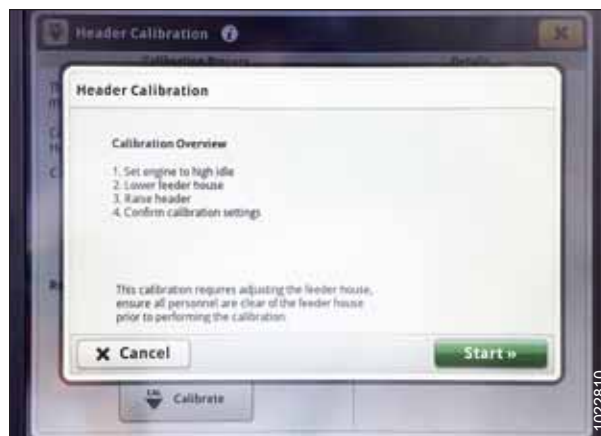 Header Calibration
Header Calibration
Calibration Overview
1. Set engine to high idle
2. Lower feeder house
3. Raise header
4. Confirm calibration settings
This calibration requires adjusting the feeder house,
ensure all personnel are clear of the feeder house
prior to performing the calibration
Cancel
Start »
CAL
Calibrate
1022810